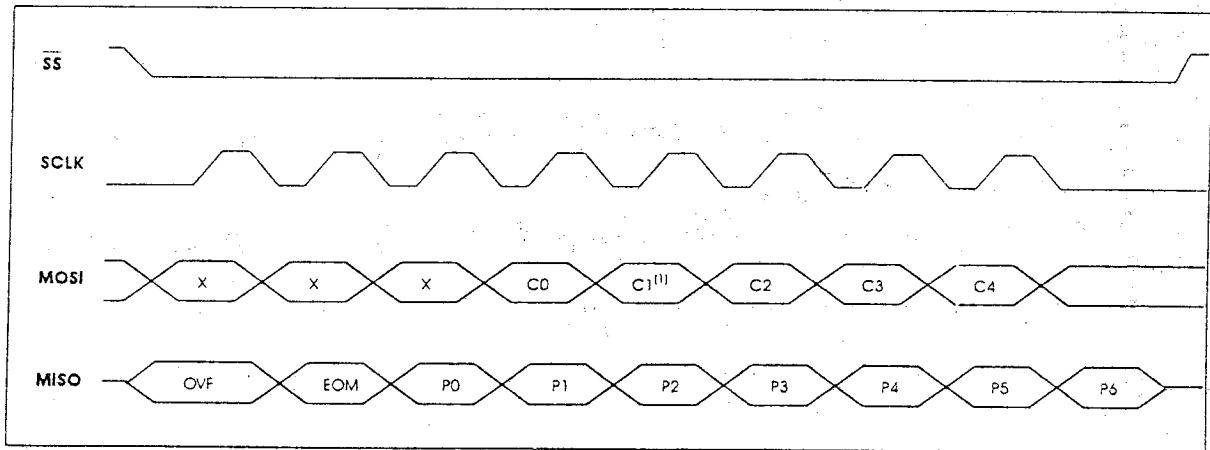 SS
SCLK
MOSI X X X C0 C1[1] C2 C3 C4
MISO OVF EOM P0 P1 P2 P3 P4 P5 P6